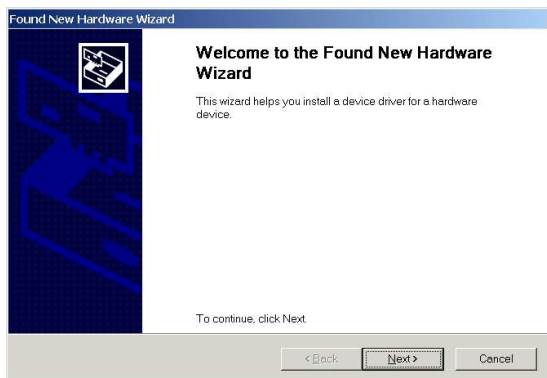 Found New Hardware Wizard
Welcome to the Found New Hardware
Wizard
This wizard helps you install a device driver for a hardware
device.
To continue, click Next.
< Back Next > Cancel